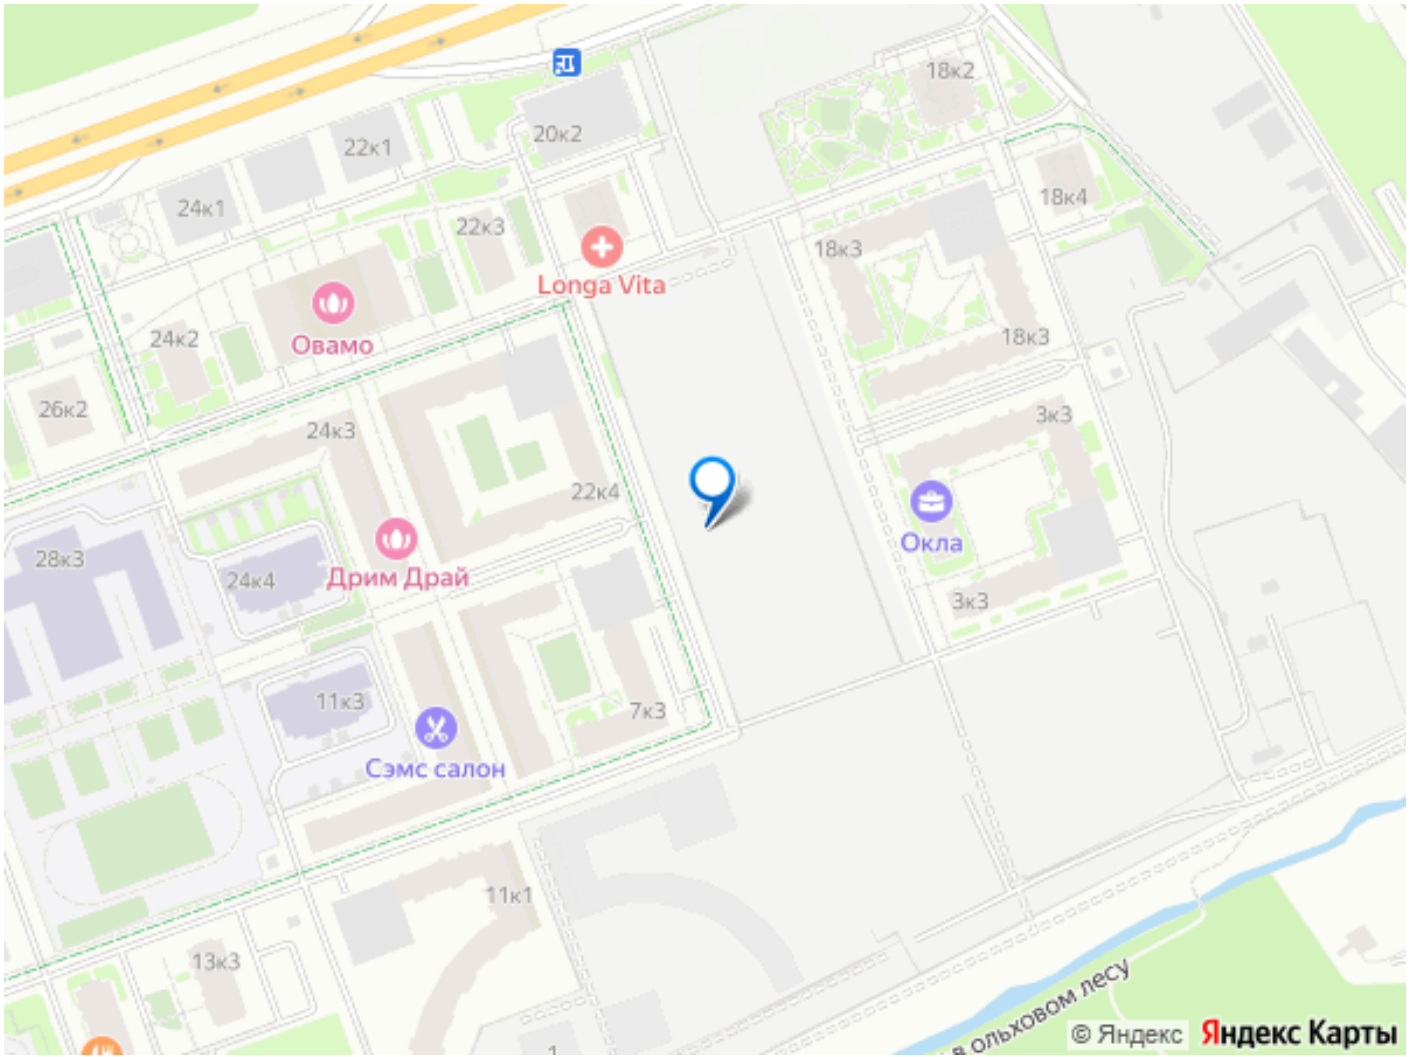 18к2
20к2
22к1
18к4
24к1
22к3
18к3
Longa Vita
24к2
Овамо
18к3
26к2
24к3
3к3
22к4
Окла
28к3
24к4
Дрим Драй
3к3
11к3
7к3
Сэмс салон
11к1
13к3
1
в ольховом лесу
© Яндекс Яндекс Карты